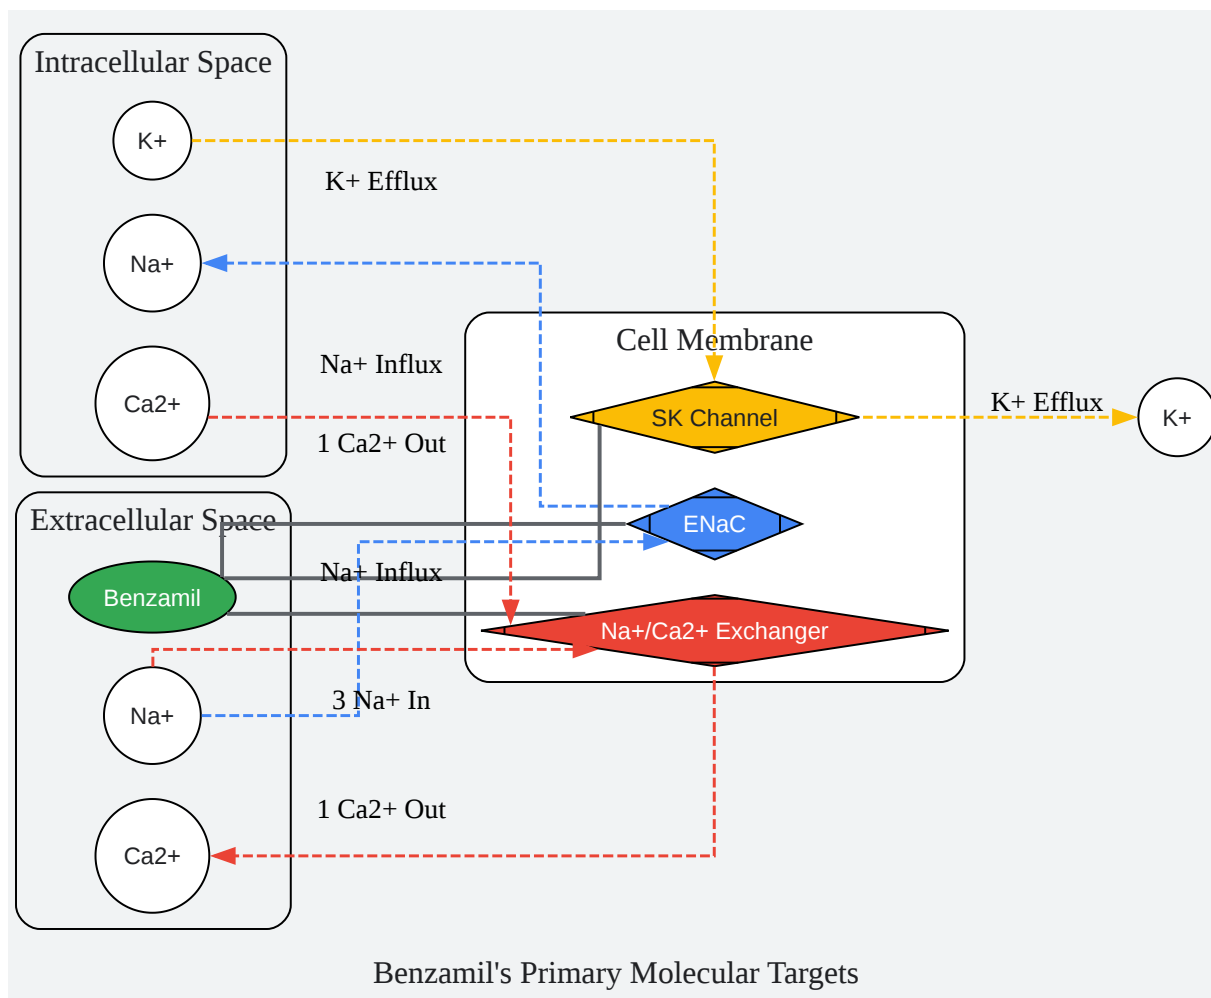 Intracellular Space
K+
K+ Efflux
Na+
Cell Membrane
Na+ Influx
Ca2+
SK Channel
K+ Efflux
K+
1 Ca2+ Out
Extracellular Space
ENaC
Na+ Influx
Benzamil
Na+/Ca2+ Exchanger
3 Na+ In
Na+
1 Ca2+ Out
Ca2+
Benzamil's Primary Molecular Targets